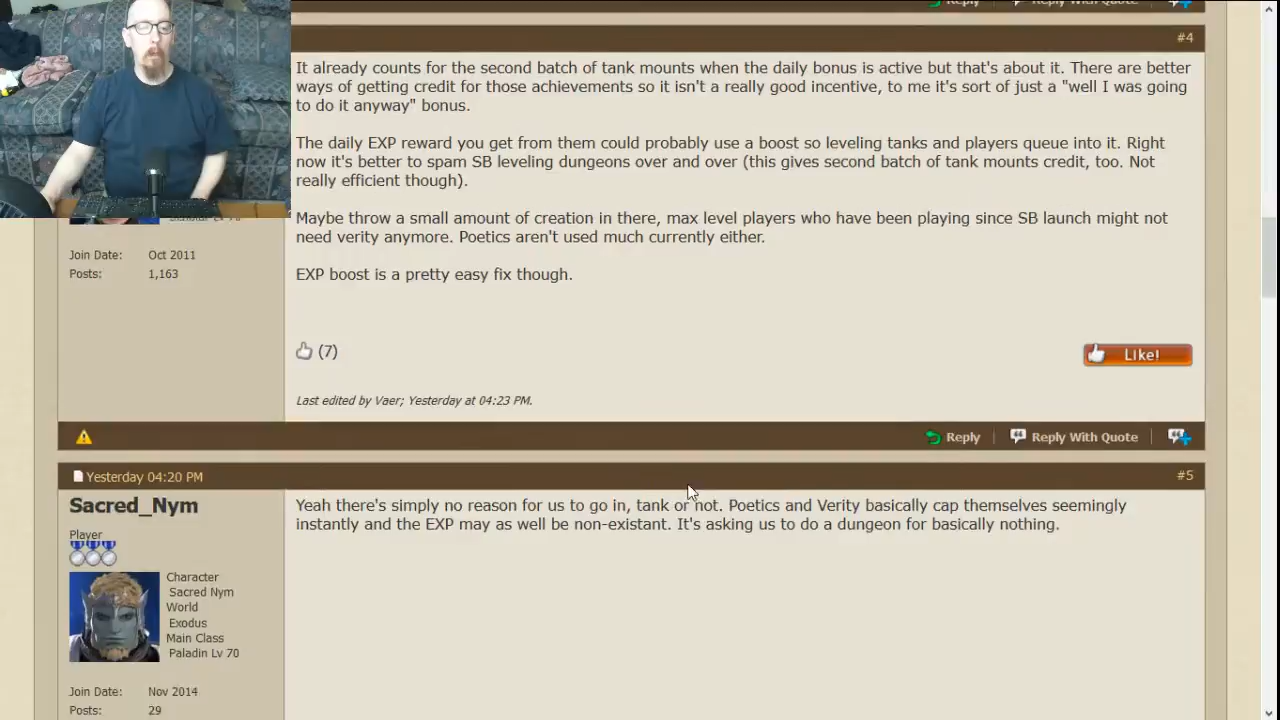 #4
It already counts for the second batch of tank mounts when the daily bonus is active but that's about it. There are better
ways of getting credit for those achievements so it isn't a really good incentive, to me it's sort of just a "well I was going
to do it anyway" bonus.
The daily EXP reward you get from them could probably use a boost so leveling tanks and players queue into it. Right
now it's better to spam SB leveling dungeons over and over (this gives second batch of tank mounts credit, too. Not
really efficient though).
Maybe throw a small amount of creation in there, max level players who have been playing since SB launch might not
need verity anymore. Poetics aren't used much currently either.
EXP boost is a pretty easy fix though.
Join Date: Oct 2011
Posts: 1,163
(7)
Like!
Last edited by Vaer; Yesterday at 04:23 PM.
Reply
Reply With Quote
Yesterday 04:20 PM
#5
Sacred_Nym
Player
Character
Sacred Nym
World
Exodus
Main Class
Paladin Lv 70
Join Date: Nov 2014
Posts: 29
Yeah there's simply no reason for us to go in, tank or not. Poetics and Verity basically cap themselves seemingly
instantly and the EXP may as well be non-existant. It's asking us to do a dungeon for basically nothing.